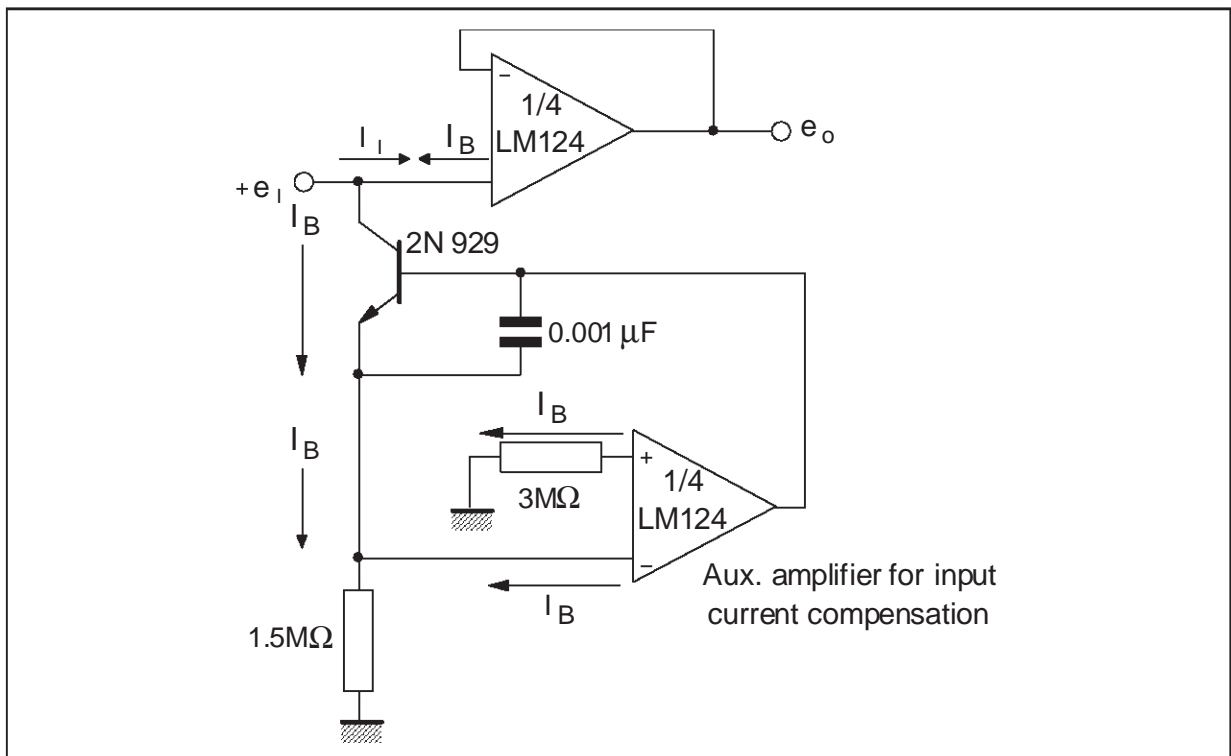 −
1/4
LM124
e o
I I
I B
+e I
I B
2N 929
0.001 µF
I B
I B
+
1/4
3MΩ
LM124
−
I B
Aux. amplifier for input
current compensation
1.5MΩ